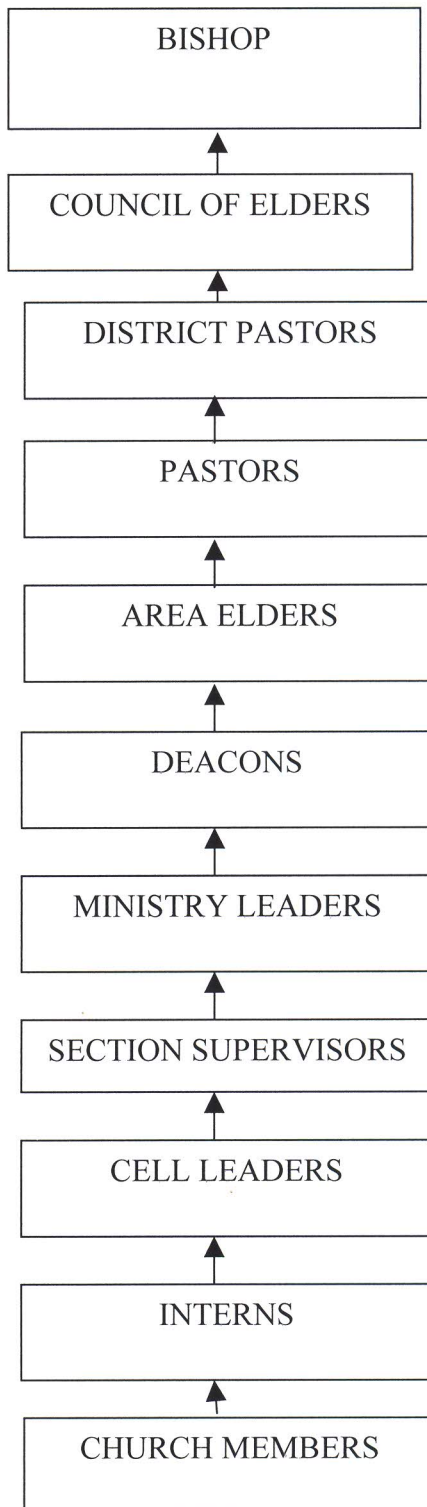 BISHOP
COUNCIL OF ELDERS
DISTRICT PASTORS
PASTORS
AREA ELDERS
DEACONS
MINISTRY LEADERS
SECTION SUPERVISORS
CELL LEADERS
INTERNS
CHURCH MEMBERS